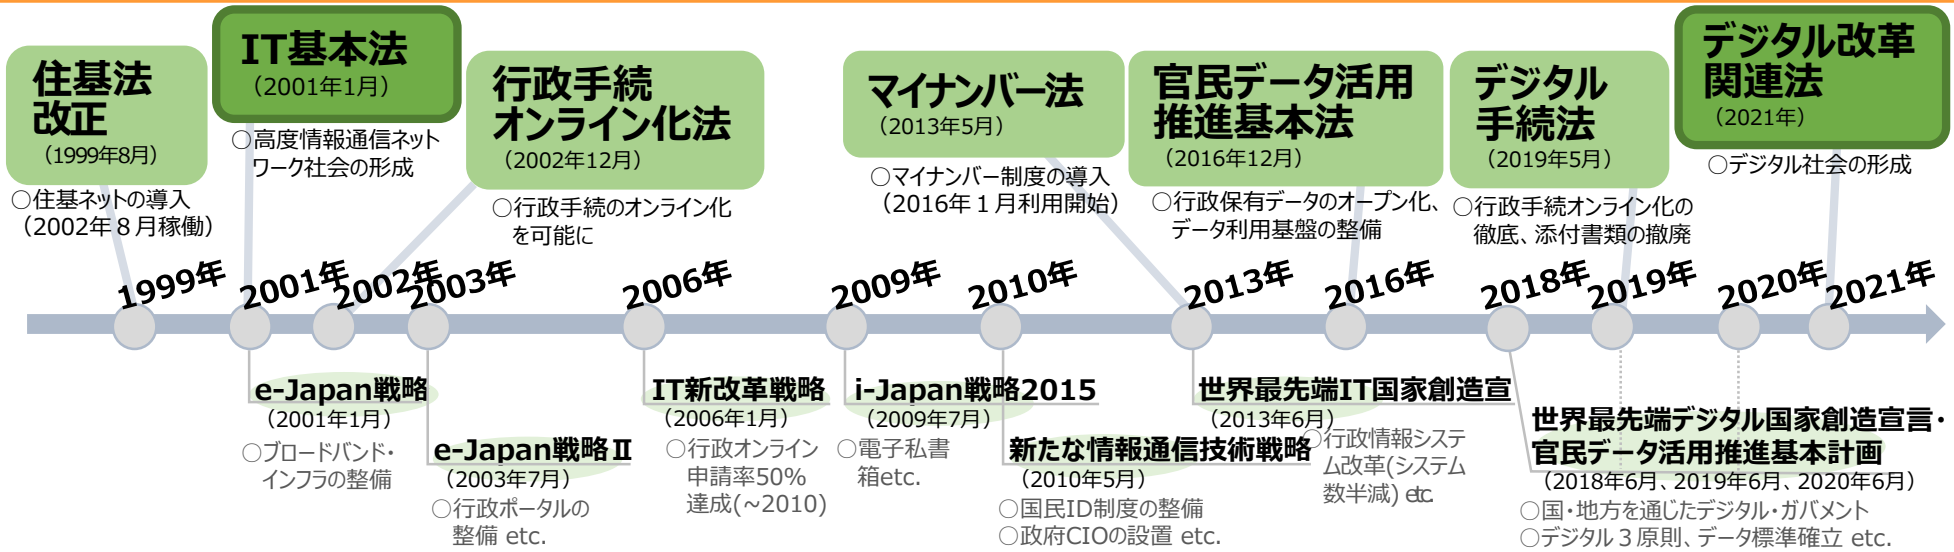 住基法
改正
（1999年8月）
○住基ネットの導入
（2002年８月稼働）
IT基本法
（2001年1月）
○高度情報通信ネット
ワーク社会の形成
行政手続
オンライン化法
（2002年12月）
○行政手続のオンライン化
を可能に
マイナンバー法
（2013年5月）
○マイナンバー制度の導入
（2016年１月利用開始）
官民データ活用
推進基本法
（2016年12月）
○行政保有データのオープン化、
データ利用基盤の整備
デジタル
手続法
（2019年5月）
○行政手続オンライン化の
徹底、添付書類の撤廃
デジタル改革
関連法
（2021年）
○デジタル社会の形成
1999年
2001年
2002年
2003年
2006年
2009年
2010年
2013年
2016年
2018年
2019年
2020年
2021年
e-Japan戦略
（2001年1月）
○ブロードバンド・
インフラの整備
e-Japan戦略Ⅱ
（2003年7月）
○行政ポータルの
整備 etc.
IT新改革戦略
（2006年1月）
○行政オンライン
申請率50%
達成(~2010)
i-Japan戦略2015
（2009年7月）
○電子私書
箱etc.
新たな情報通信技術戦略
（2010年5月）
○国民ID制度の整備
○政府CIOの設置 etc.
世界最先端IT国家創造宣
（2013年6月）
○行政情報システ
ム改革(システム
数半減) etc.
世界最先端デジタル国家創造宣言・
官民データ活用推進基本計画
（2018年6月、2019年6月、2020年6月）
○国・地方を通じたデジタル・ガバメント
○デジタル３原則、データ標準確立 etc.